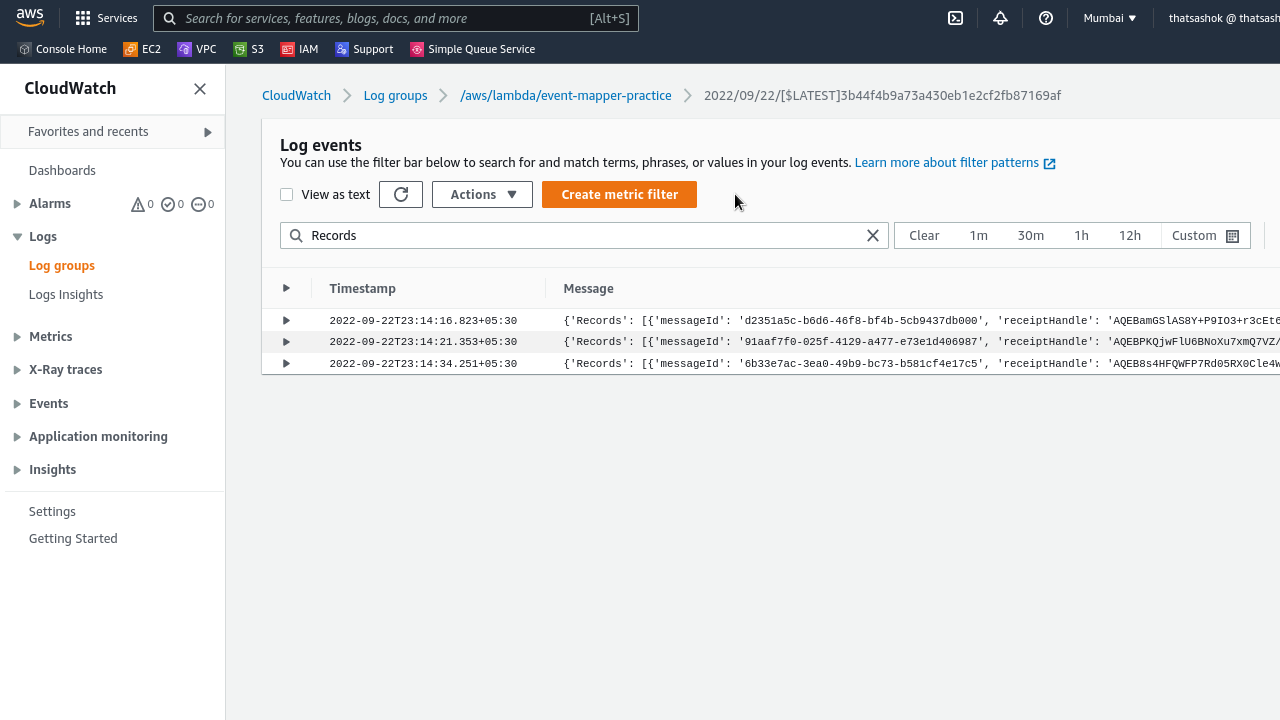 aws
Services
Search for services, features, blogs, docs, and more
[Alt+S]
Mumbai
thatsashok @ thatsash
Console Home
EC2
VPC
S3
IAM
Support
Simple Queue Service
CloudWatch
Favorites and recents
Dashboards
Alarms
0
0
0
Logs
Log groups
Logs Insights
Metrics
X-Ray traces
Events
Application monitoring
Insights
Settings
Getting Started
CloudWatch
Log groups
/aws/lambda/event-mapper-practice
2022/09/22/[$LATEST]3b44f4b9a73a430eb1e2cf2fb87169af
Log events
You can use the filter bar below to search for and match terms, phrases, or values in your log events. Learn more about filter patterns
View as text
Actions
Create metric filter
Records
Clear
1m
30m
1h
12h
Custom
Timestamp
Message
2022-09-22T23:14:16.823+05:30 {'Records': [{'messageId': 'd2351a5c-b6d6-46f8-bf4b-5cb9437db000', 'receiptHandle': 'AQEBamGSlAS8Y+P9IO3+r3cEt6
2022-09-22T23:14:21.353+05:30 {'Records': [{'messageId': '91aaf7f0-025f-4129-a477-e73e1d406987', 'receiptHandle': 'AQEBPKQjwFlU6BNoXu7xmQ7VZ/
2022-09-22T23:14:34.251+05:30 {'Records': [{'messageId': '6b33e7ac-3ea0-49b9-bc73-b581cf4e17c5', 'receiptHandle': 'AQEB8s4HFQWFP7Rd05RX0Cle4W